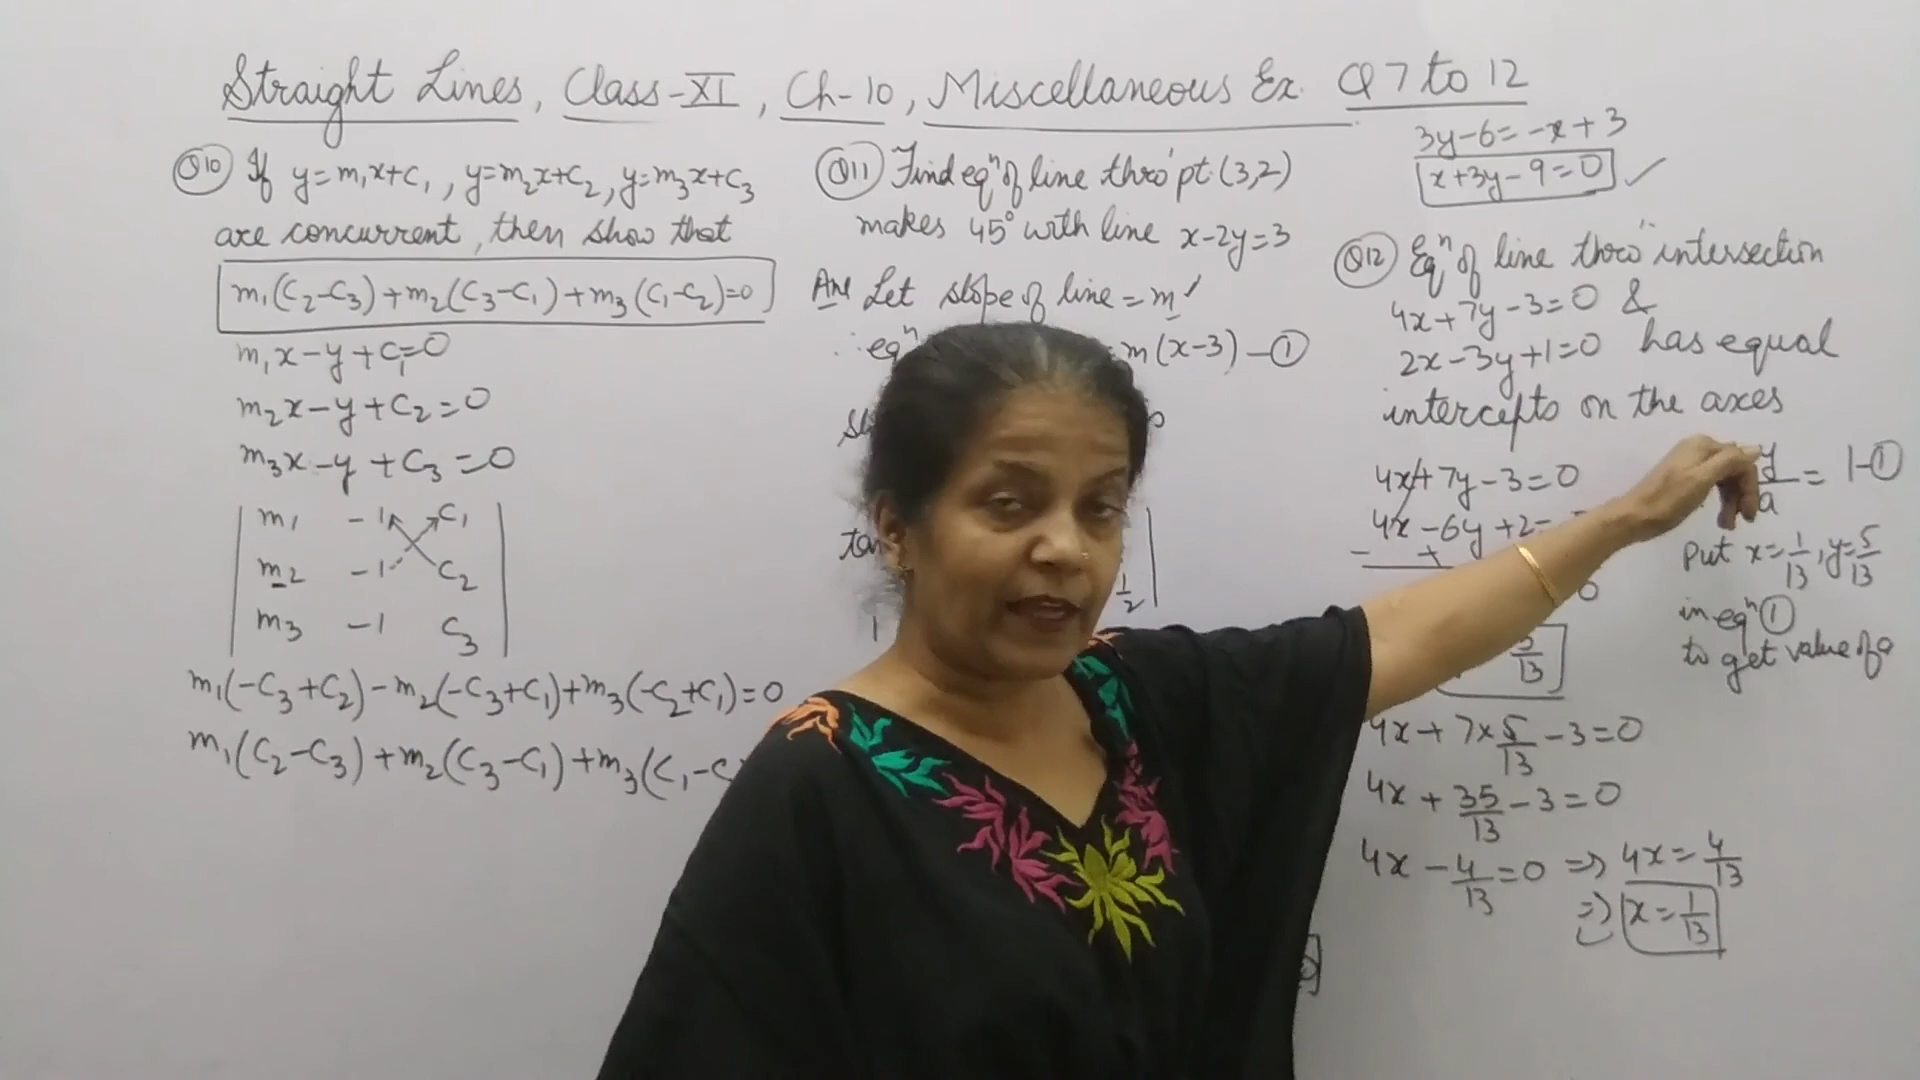 Straight Lines, Class-XI, Ch-10, Miscellaneous Ex. Q 7 to 12
Q10 If y=m₁x+c₁, y=m₂x+c₂, y=m₃x+c₃
are concurrent, then show that
m₁(c₂-c₃)+m₂(c₃-c₁)+m₃(c₁-c₂)=0
m₁x-y+c₁=0
m₂x-y+c₂=0
m₃x-y+c₃=0
m₁ -1 c₁
m₂ -1 c₂
m₃ -1 c₃
m₁(-c₃+c₂)-m₂(-c₃+c₁)+m₃(-c₂+c₁)=0
m₁(c₂-c₃)+m₂(c₃-c₁)+m₃(c₁-c
Q11 Find eqⁿ of line thro' pt. (3,2)
makes 45° with line x-2y=3
Ans Let slope of line = m
eqⁿ = m(x-3) -①
tan
1/2
3y-6=-x+3
x+3y-9=0 ✓
Q12 Eqⁿ of line thro' intersection
4x+7y-3=0 &
2x-3y+1=0 has equal
intercepts on the axes
4x+7y-3=0
4x-6y+2=
- +
0
5/13
4x+7×5/13-3=0
4x+35/13-3=0
4x-4/13=0 ⇒ 4x=4/13
⇒ x=1/13
y/a = 1-①
Put x=1/13, y=5/13
in eqⁿ ①
to get value of a